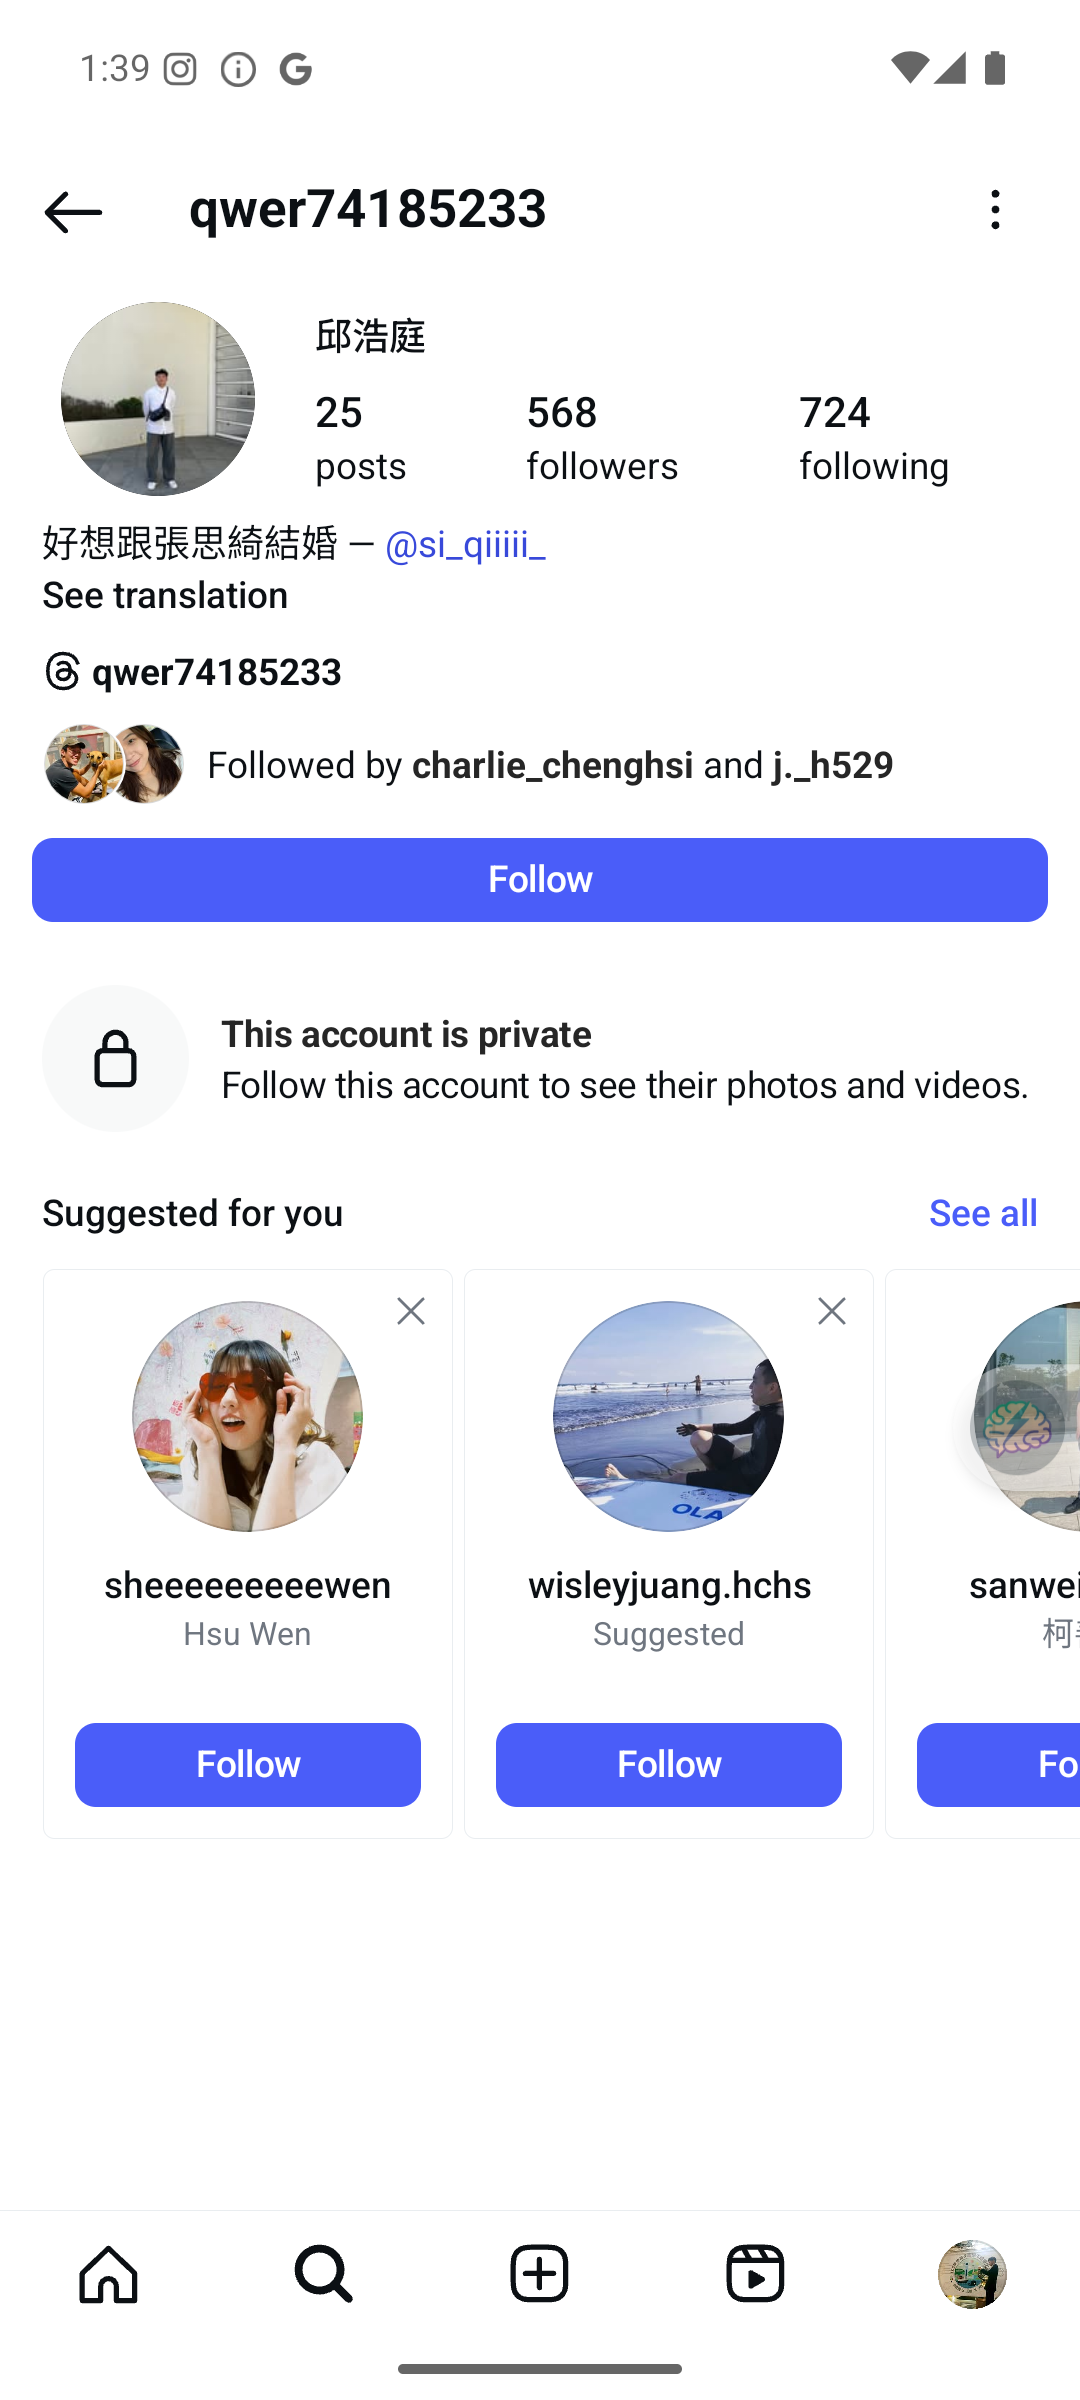 1:39
qwer74185233
邱浩庭
25 568 724
posts followers following
好想跟張思綺結婚 — @si_qiiiii_
See translation
qwer74185233
Followed by charlie_chenghsi and j._h529
Follow
This account is private
Follow this account to see their photos and videos.
Suggested for you See all
sheeeeeeeeewen wisleyjuang.hchs sanwei
Hsu Wen Suggested 柯
Follow Follow Fo
OLA